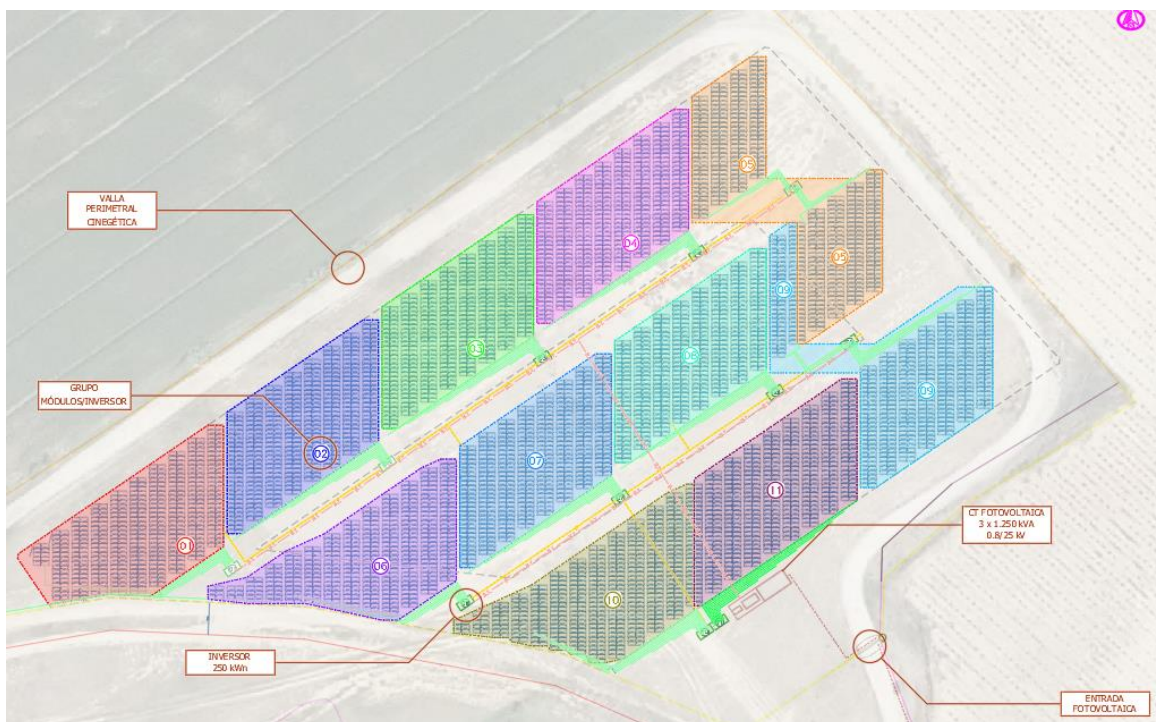 05
VALLA
PERIMETRAL
CINEGÉTICA
04
05
09
03
08
GRUPO
MÓDULOS/INVERSOR
09
02
07
11
CT FOTOVOLTAICA
3 x 1.250 kVA
0.8/25 kV
01
06
10
INVERSOR
250 kWn
ENTRADA
FOTOVOLTAICA